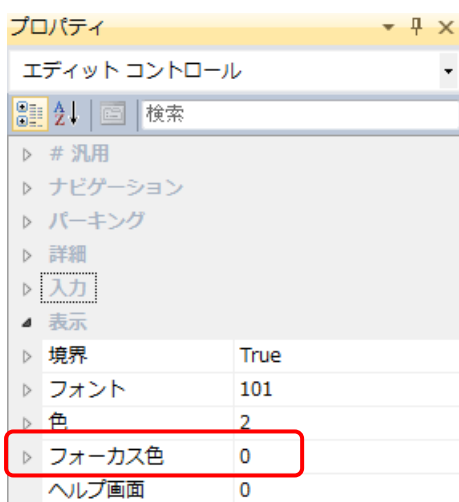 プロパティ
エディット コントロール
検索
# 汎用
ナビゲーション
パーキング
詳細
入力
表示
境界 True
フォント 101
色 2
フォーカス色 0
ヘルプ画面 0